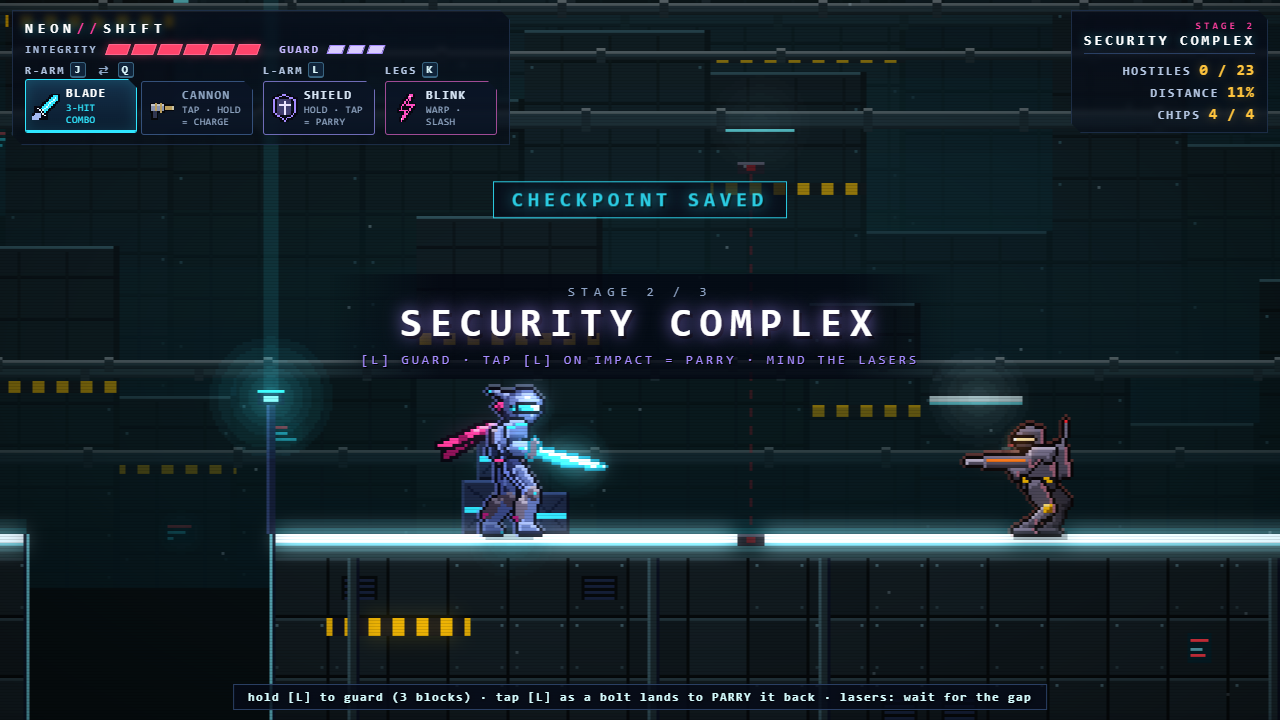 NEON//SHIFT
INTEGRITY GUARD
R-ARM J ⇄ Q L-ARM L LEGS K
BLADE
3-HIT
COMBO
CANNON
TAP · HOLD
= CHARGE
SHIELD
HOLD · TAP
= PARRY
BLINK
WARP ·
SLASH
STAGE 2
SECURITY COMPLEX
HOSTILES 0 / 23
DISTANCE 11%
CHIPS 4 / 4
CHECKPOINT SAVED
STAGE 2 / 3
SECURITY COMPLEX
[L] GUARD · TAP [L] ON IMPACT = PARRY · MIND THE LASERS
hold [L] to guard (3 blocks) · tap [L] as a bolt lands to PARRY it back · lasers: wait for the gap